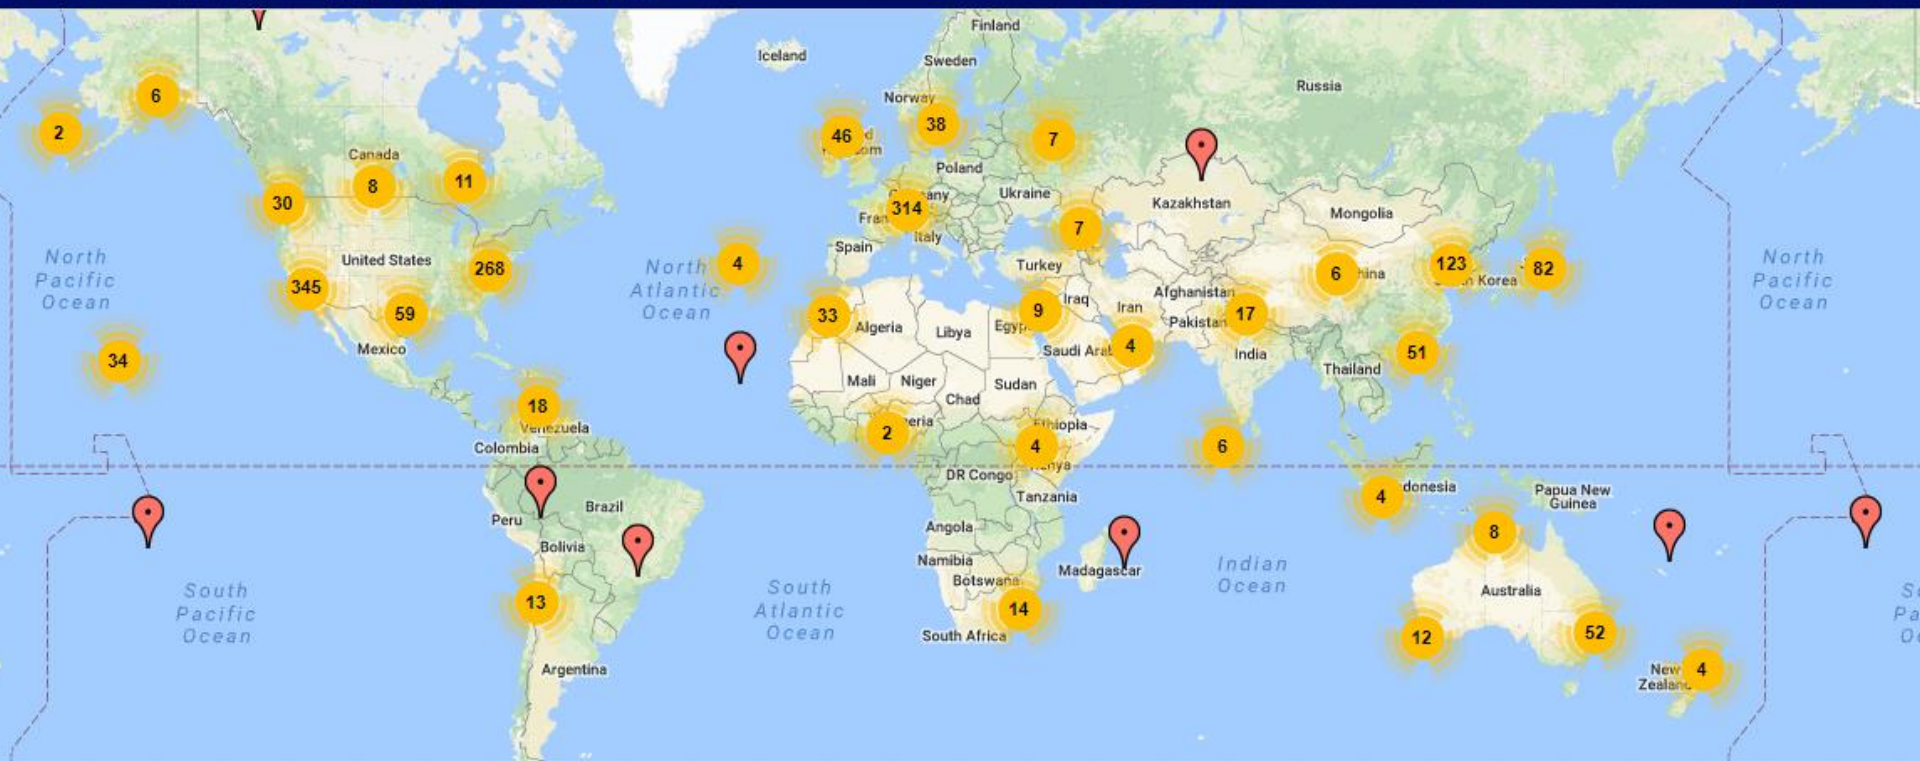 Finland
Iceland
Sweden
Russia
Norway
6
38
2
46
7
Canada
Poland
11
8
Ukraine
30
Kazakhstan
314
Mongolia
7
Italy
Spain
North
Pacific
Ocean
United States
268
North
Atlantic
Ocean
4
Turkey
6
123
82
North
Pacific
Ocean
345
Afghanistan
Iraq
Iran
59
33
Algeria
Libya
9
Pakistan
17
Mexico
34
Saudi
4
India
51
Thailand
Mali
Niger
Sudan
Chad
18
Venezuela
Colombia
2
Ethiopia
4
6
DR Congo
Tanzania
4
Papua New
Guinea
Brazil
Peru
Angola
8
Bolivia
Namibia
Madagascar
Indian
Ocean
Botswana
Australia
South
Pacific
Ocean
South
Atlantic
Ocean
13
14
South Africa
12
52
Argentina
New
4